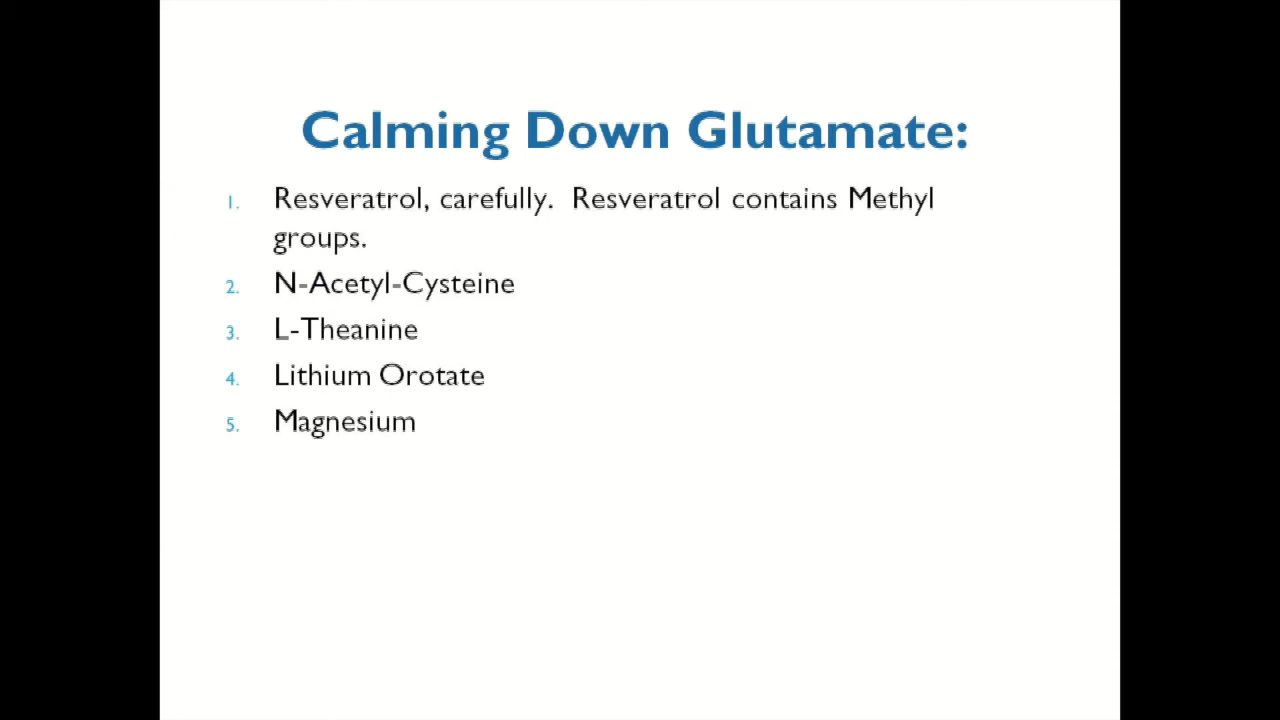 Calming Down Glutamate:
1. Resveratrol, carefully. Resveratrol contains Methyl
groups.
2. N-Acetyl-Cysteine
3. L-Theanine
4. Lithium Orotate
5. Magnesium